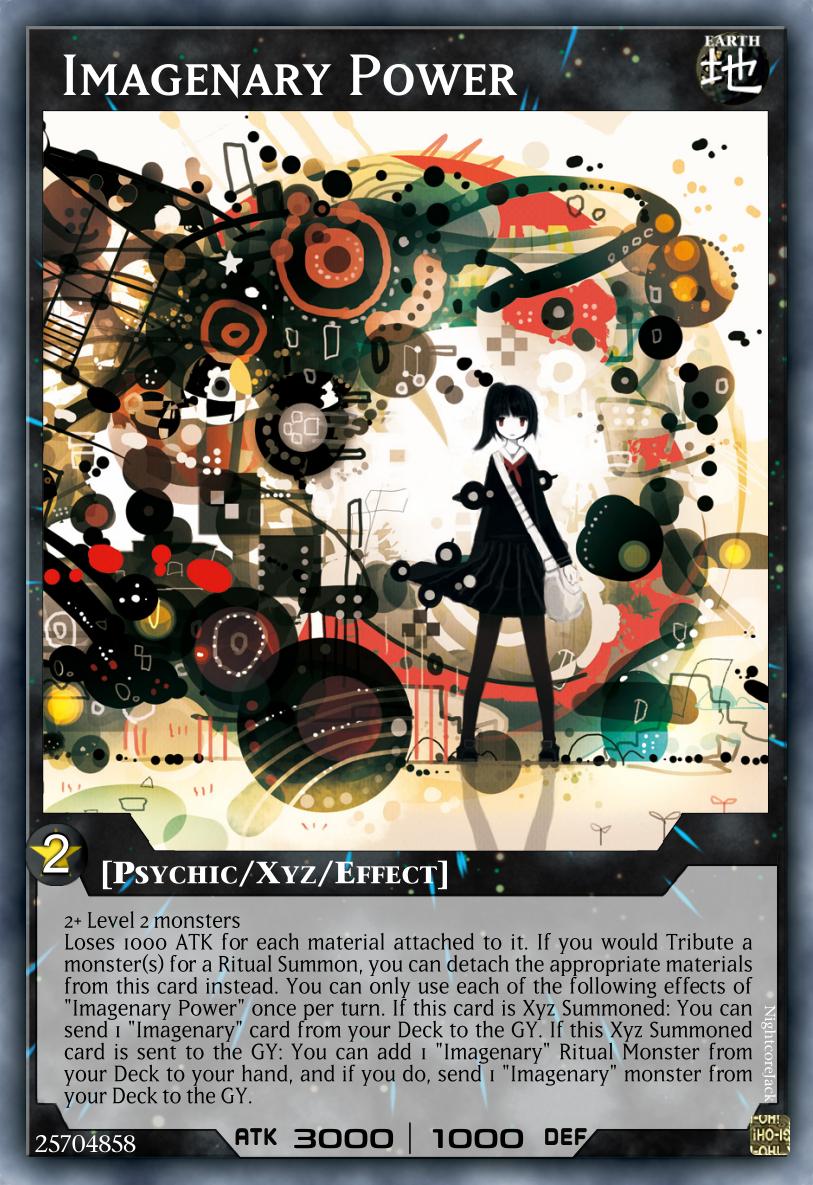 Imagenary Power
EARTH
地
2
[Psychic/Xyz/Effect]
2+ Level 2 monsters
Loses 1000 ATK for each material attached to it. If you would Tribute a
monster(s) for a Ritual Summon, you can detach the appropriate materials
from this card instead. You can only use each of the following effects of
"Imagenary Power" once per turn. If this card is Xyz Summoned: You can
send 1 "Imagenary" card from your Deck to the GY. If this Xyz Summoned
card is sent to the GY: You can add 1 "Imagenary" Ritual Monster from
your Deck to your hand, and if you do, send 1 "Imagenary" monster from
your Deck to the GY.
NightcoreJack
25704858
ATK 3000 | 1000 DEF